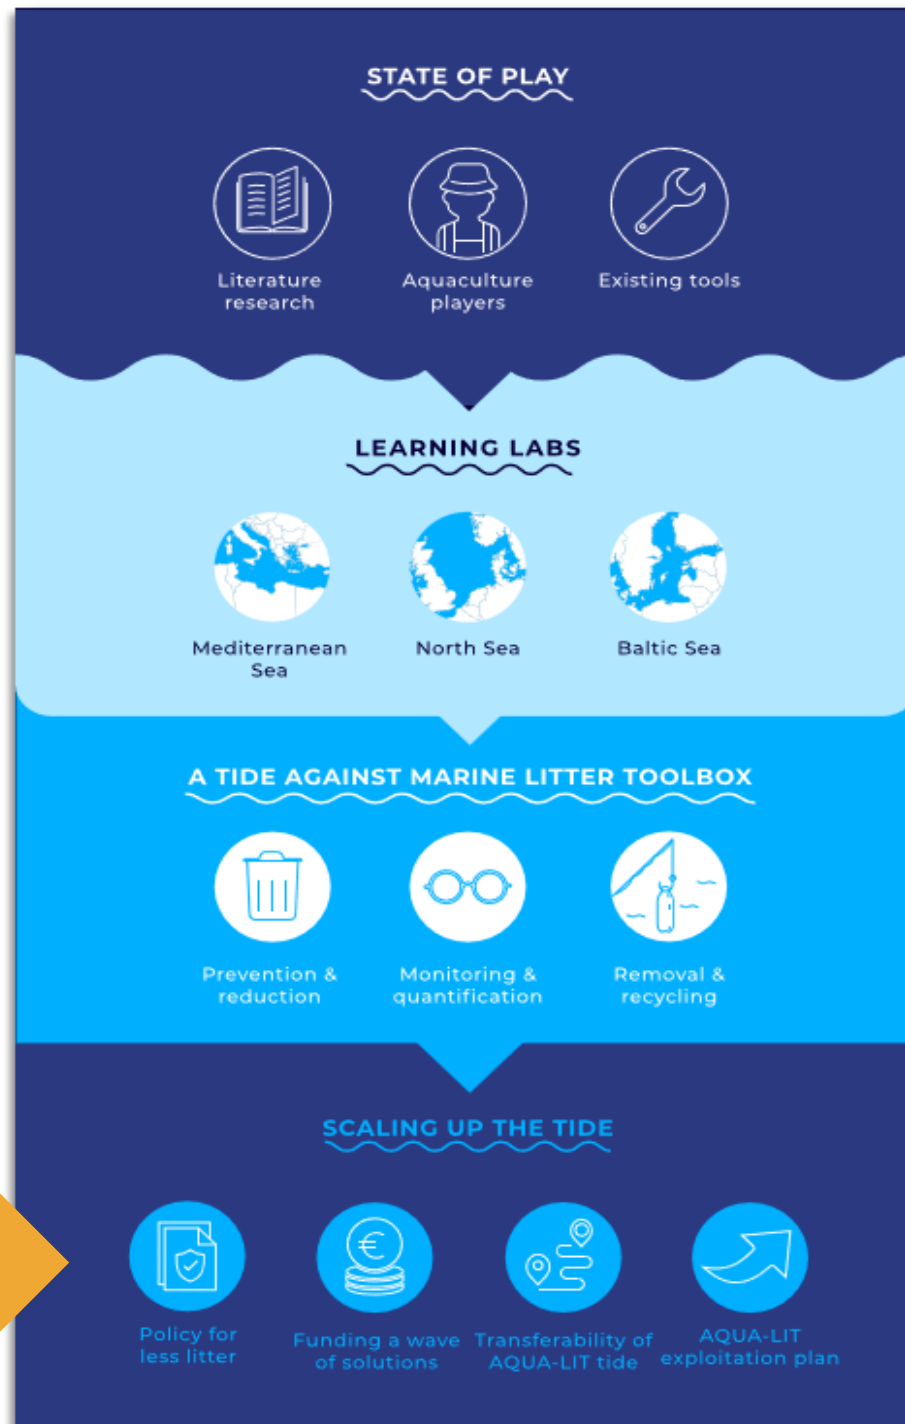 STATE OF PLAY
Literature
research
Aquaculture
players
Existing tools
LEARNING LABS
Mediterranean
Sea
North Sea
Baltic Sea
A TIDE AGAINST MARINE LITTER TOOLBOX
Prevention &
reduction
Monitoring &
quantification
Removal &
recycling
SCALING UP THE TIDE
€
Policy for
less litter
Funding a wave
of solutions
Transferability of
AQUA-LIT tide
AQUA-LIT
exploitation plan